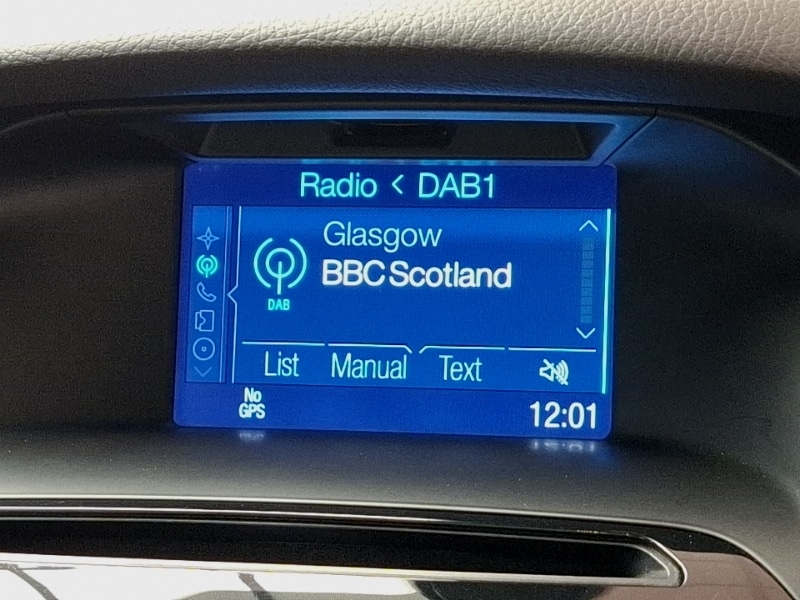 Radio < DAB1
Glasgow
BBC Scotland
DAB
List Manual Text
No
GPS
12:01